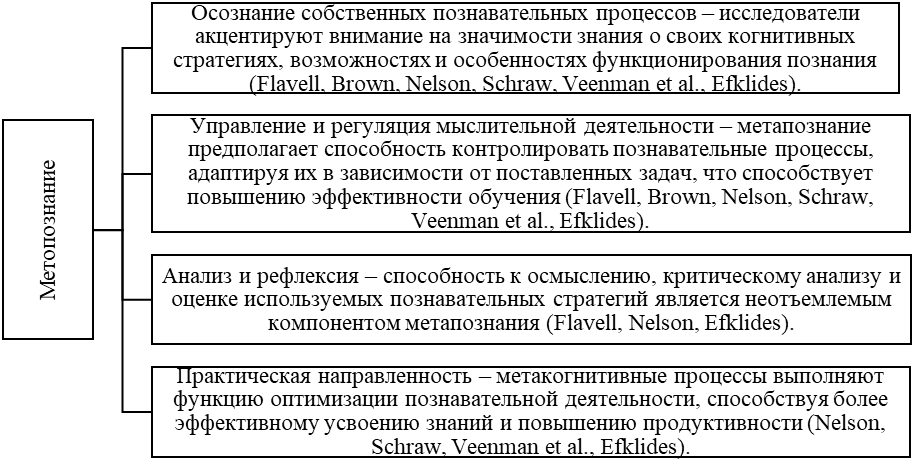 Осознание собственных познавательных процессов – исследователи
акцентируют внимание на значимости знания о своих когнитивных
стратегиях, возможностях и особенностях функционирования познания
(Flavell, Brown, Nelson, Schraw, Veenman et al., Efklides).
Метопознание
Управление и регуляция мыслительной деятельности – метапознание
предполагает способность контролировать познавательные процессы,
адаптируя их в зависимости от поставленных задач, что способствует
повышению эффективности обучения (Flavell, Brown, Nelson, Schraw,
Veenman et al., Efklides).
Анализ и рефлексия – способность к осмыслению, критическому анализу и
оценке используемых познавательных стратегий является неотъемлемым
компонентом метапознания (Flavell, Nelson, Efklides).
Практическая направленность – метакогнитивные процессы выполняют
функцию оптимизации познавательной деятельности, способствуя более
эффективному усвоению знаний и повышению продуктивности (Nelson,
Schraw, Veenman et al., Efklides).